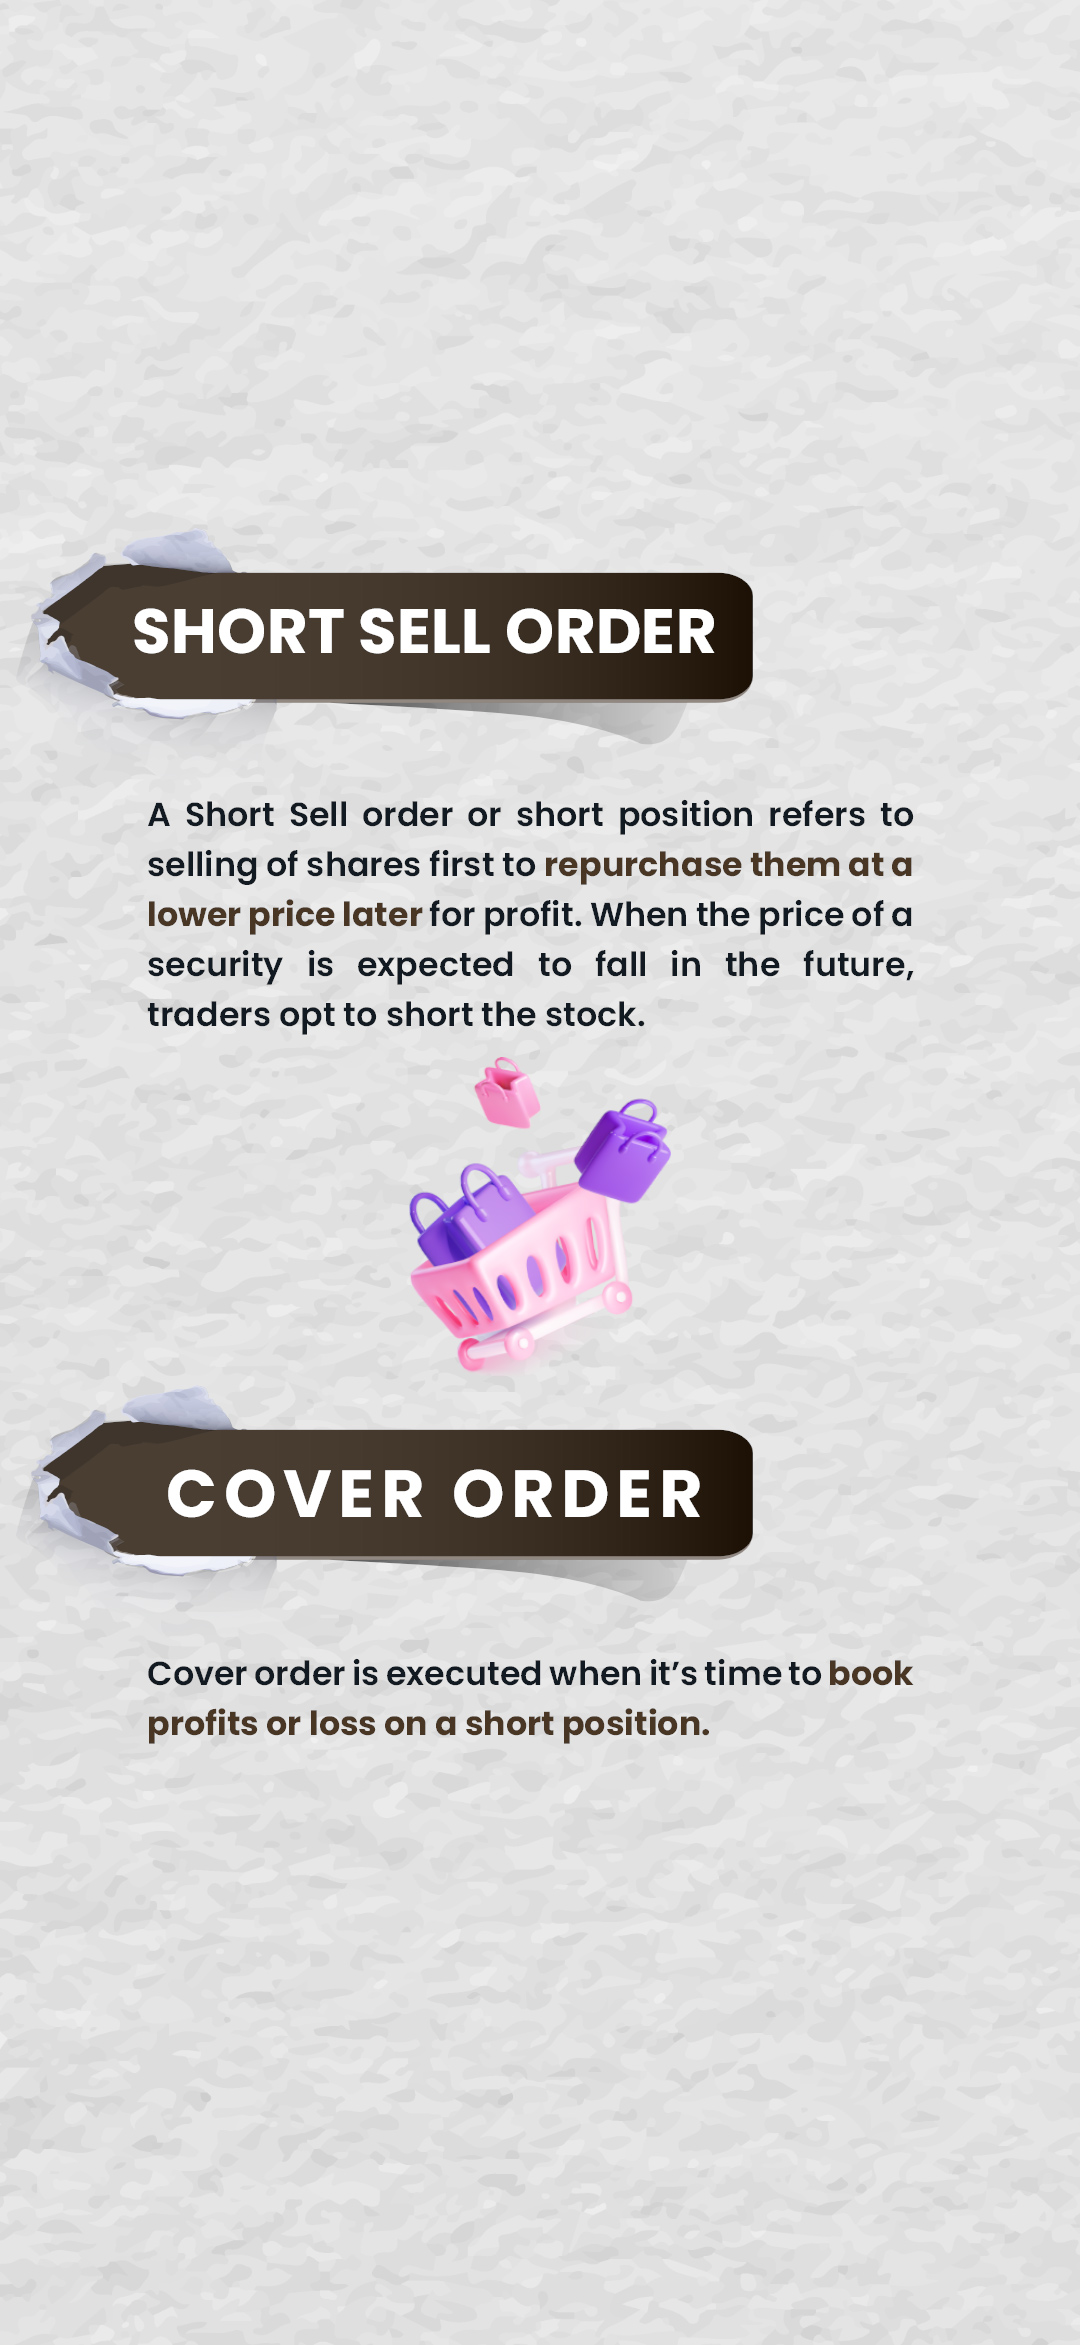 SHORT SELL ORDER
A Short Sell order or short position refers to
selling of shares first to repurchase them at a
lower price later for profit. When the price of a
security is expected to fall in the future,
traders opt to short the stock.
COVER ORDER
Cover order is executed when it’s time to book
profits or loss on a short position.